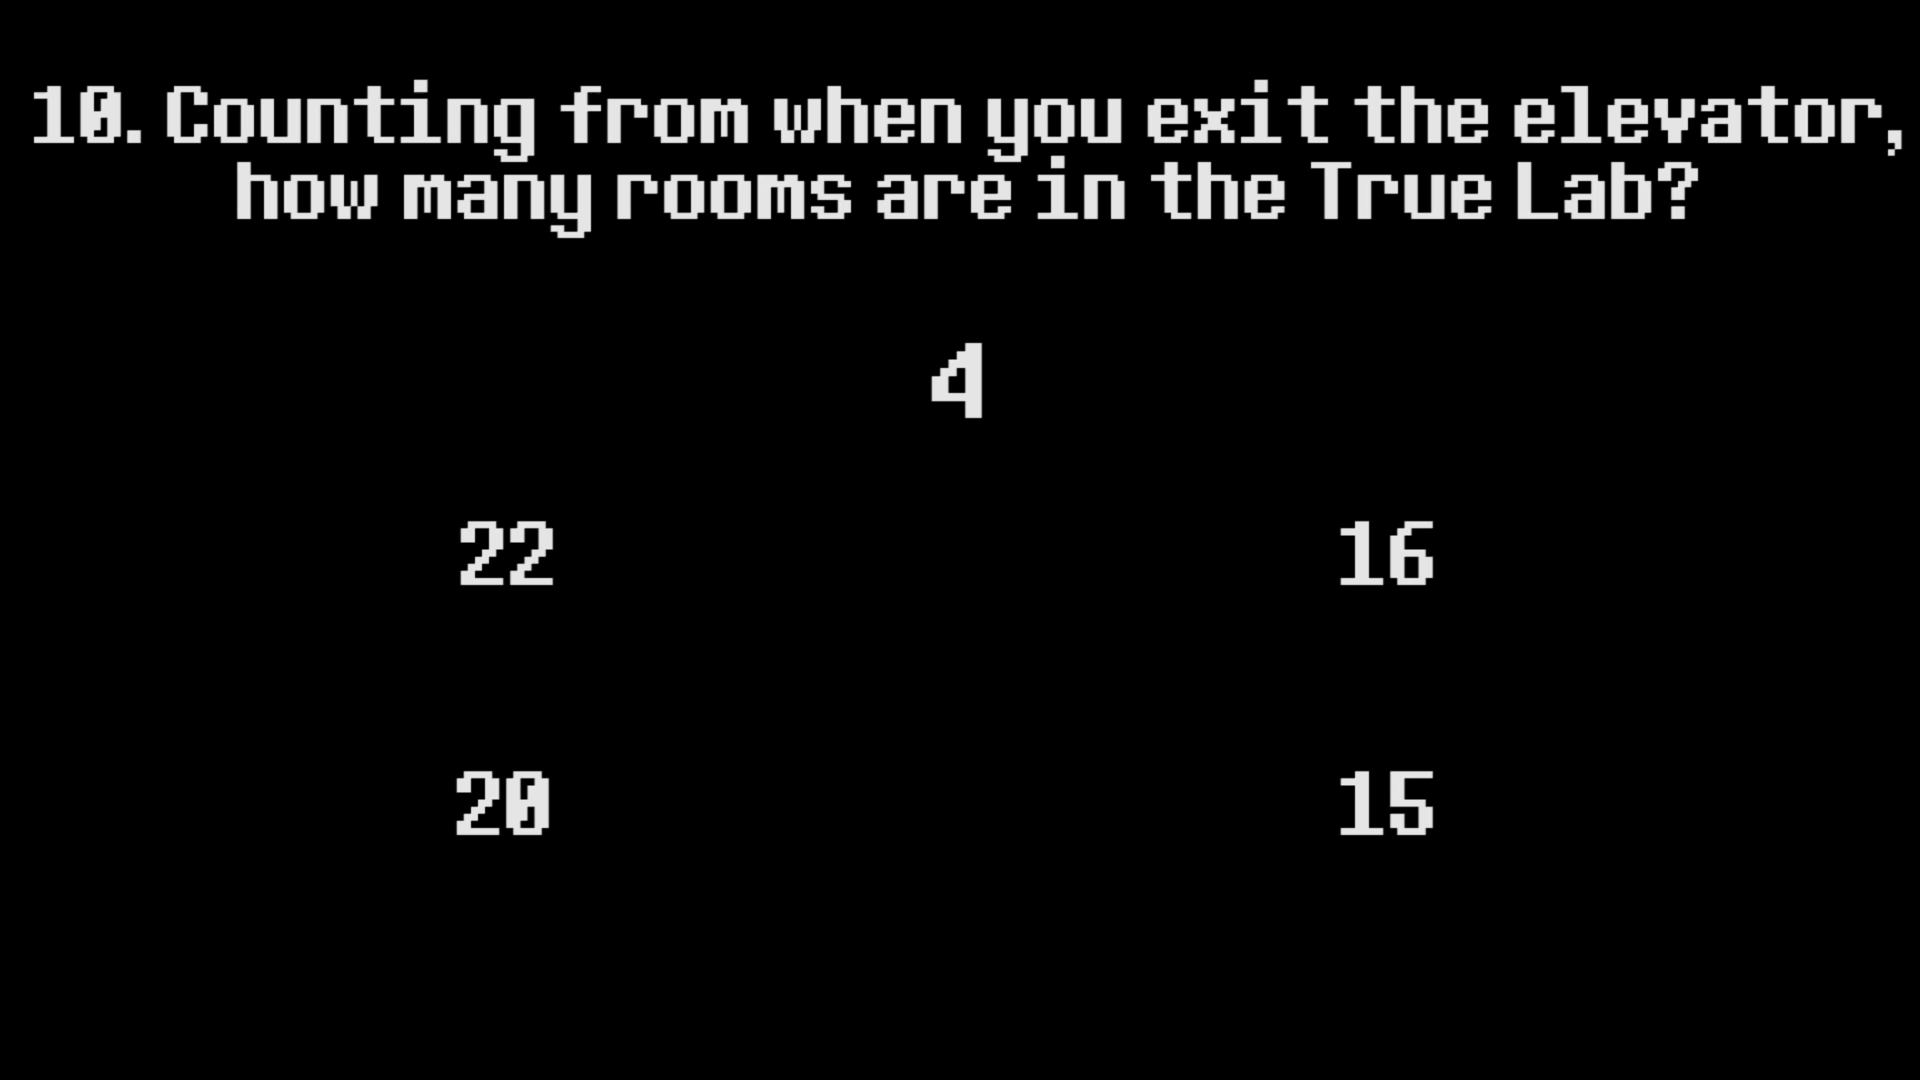 10. Counting from when you exit the elevator,
how many rooms are in the True Lab?
4
22 16
20 15